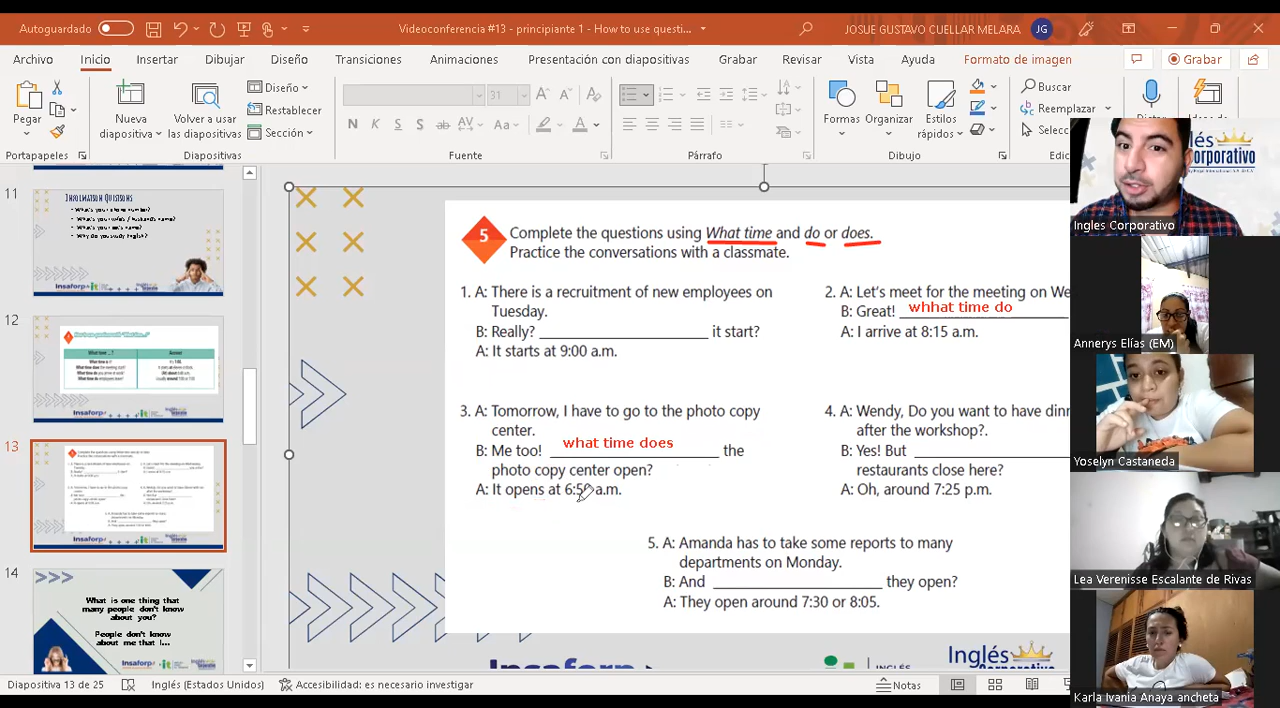 Autoguardado
Videoconferencia #13 - principiante 1 - How to use questi...
JOSUE GUSTAVO CUELLAR MELARA
JG
Archivo Inicio Insertar Dibujar Diseño Transiciones Animaciones Presentación con diapositivas Grabar Revisar Vista Ayuda Formato de imagen
Grabar
Pegar
Nueva diapositiva
Volver a usar las diapositivas
Diseño
Restablecer
Sección
31
N K S S ab AV Aa A
Formas
Organizar
Estilos rápidos
Buscar
Reemplazar
Selecc
Portapapeles
Diapositivas
Fuente
Párrafo
Dibujo
11
Information Questions
12
13
14
What is one thing that
many people don't know
about you?
People don't know
about me that I...
5
Complete the questions using What time and do or does.
Practice the conversations with a classmate.
1. A: There is a recruitment of new employees on
Tuesday.
B: Really? ____________________ it start?
A: It starts at 9:00 a.m.
2. A: Let's meet for the meeting on We
B: Great! whhat time do
A: I arrive at 8:15 a.m.
3. A: Tomorrow, I have to go to the photo copy
center.
B: Me too! what time does the
photo copy center open?
A: It opens at 6:50 a.m.
4. A: Wendy, Do you want to have dinn
after the workshop?.
B: Yes! But ____________________
restaurants close here?
A: Oh, around 7:25 p.m.
5. A: Amanda has to take some reports to many
departments on Monday.
B: And ____________________ they open?
A: They open around 7:30 or 8:05.
Inglés
Corporativo
Ingles Corporativo
Annerys Elías (EM)
Yoselyn Castaneda
Lea Verenisse Escalante de Rivas
Karla Ivania Anaya ancheta
Diapositiva 13 de 25
Inglés (Estados Unidos)
Accesibilidad: es necesario investigar
Notas